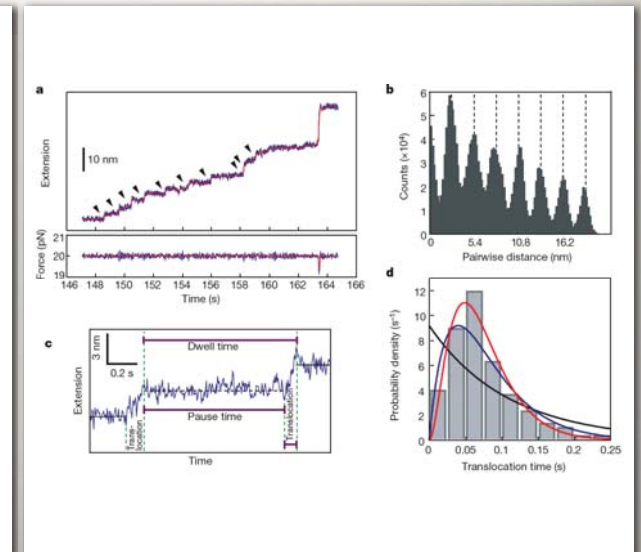 a
Extension
10 nm
Force (pN)
21
20
19
146 148 150 152 154 156 158 160 162 164 166
Time (s)
b
Counts (×10⁴)
6
5
4
3
2
1
0
0 5.4 10.8 16.2
Pairwise distance (nm)
c
Extension
3 nm
0.2 s
Dwell time
Pause time
Trans-
location
Translocation
Time
d
Probability density (s⁻¹)
12
10
8
6
4
2
0
0 0.05 0.1 0.15 0.2 0.25
Translocation time (s)